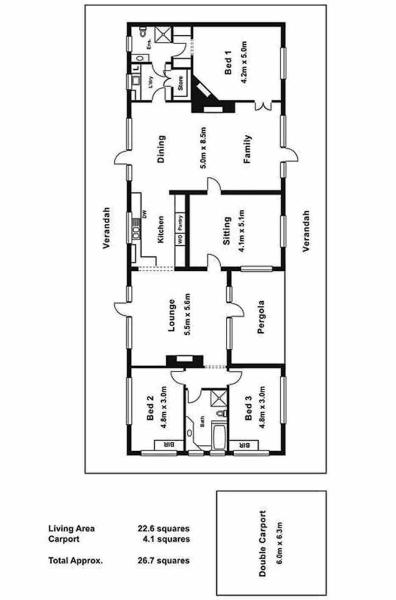 Ens.
Bed 1
4.2m x 5.0m
L
L'try
Store
Dining
5.0m x 8.5m
Family
Verandah
DW
Kitchen
Pantry
W/O
Sitting
4.1m x 5.1m
Verandah
Lounge
5.5m x 5.6m
Pergola
Bed 2
4.8m x 3.0m
BIR
Bath
Bed 3
4.8m x 3.0m
BIR
Living Area 22.6 squares
Carport 4.1 squares
Total Approx. 26.7 squares
Double Carport
6.0m x 6.3m